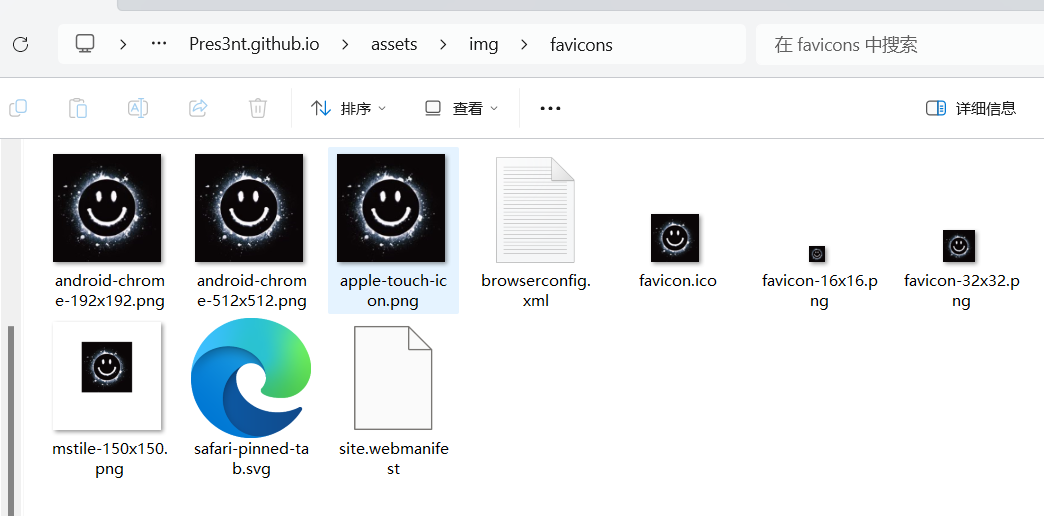 Pres3nt.github.io > assets > img > favicons
在 favicons 中搜索
排序
查看
详细信息
android-chrom
e-192x192.png
android-chrom
e-512x512.png
apple-touch-ic
on.png
browserconfig.
xml
favicon.ico
favicon-16x16.p
ng
favicon-32x32.p
ng
mstile-150x150.
png
safari-pinned-ta
b.svg
site.webmanife
st